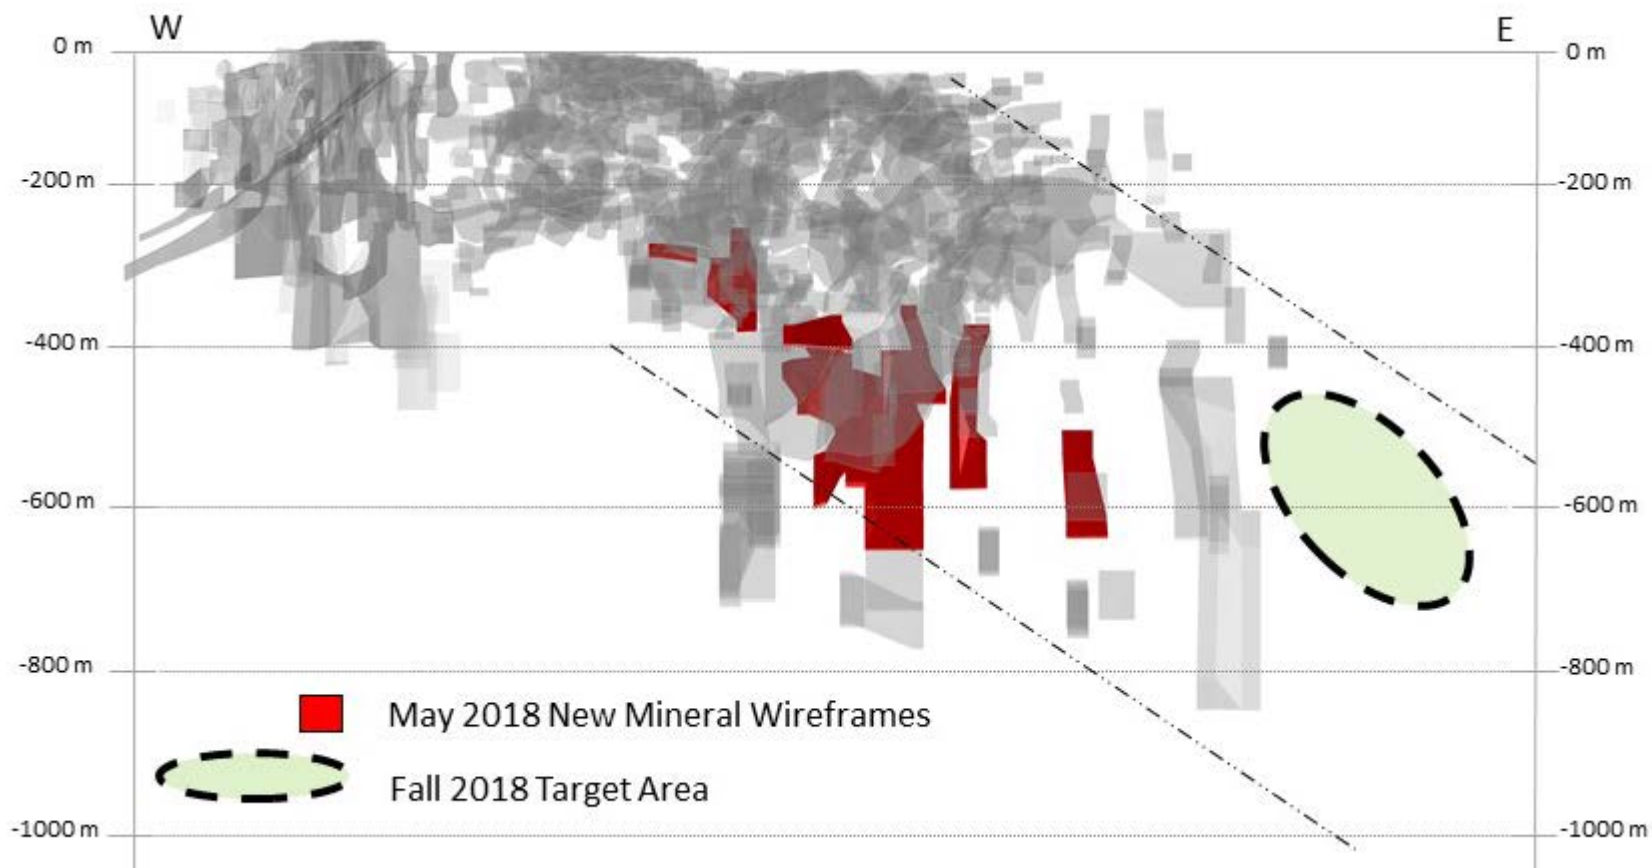 W E
0 m 0 m
-200 m -200 m
-400 m -400 m
-600 m -600 m
-800 m -800 m
May 2018 New Mineral Wireframes
Fall 2018 Target Area
-1000 m -1000 m